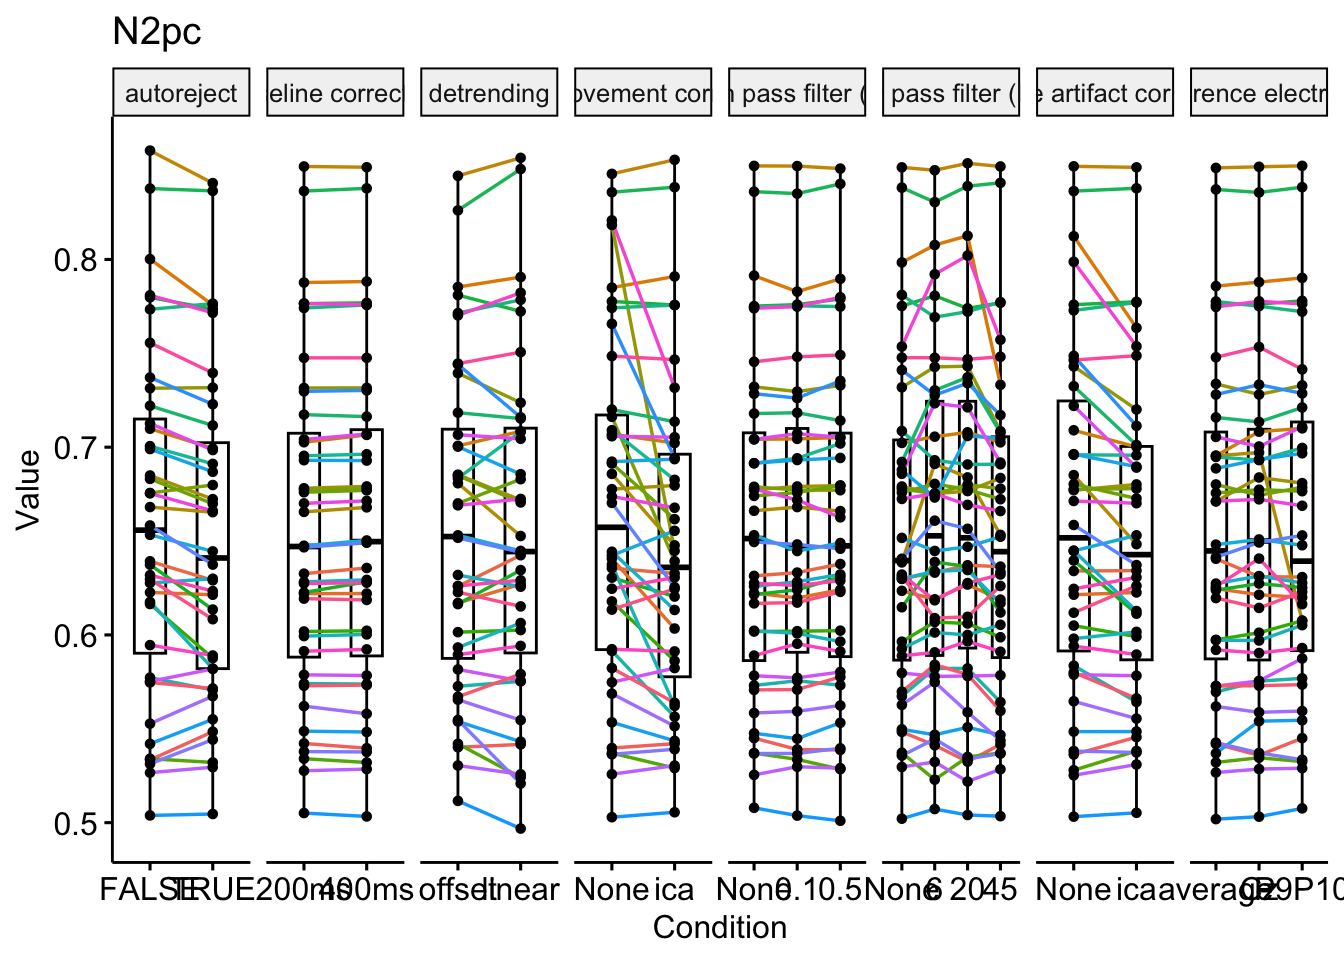 N2pc
autoreject
eline correc
detrending
ovement cor
n pass filter (
pass filter (
e artifact cor
rence electr
0.8
0.7
0.6
0.5
Value
FALSE TRUE 200ms 400ms offset linear None ica None 0.1 0.5 None 6 20 45 None ica average Cz P9P10
Condition